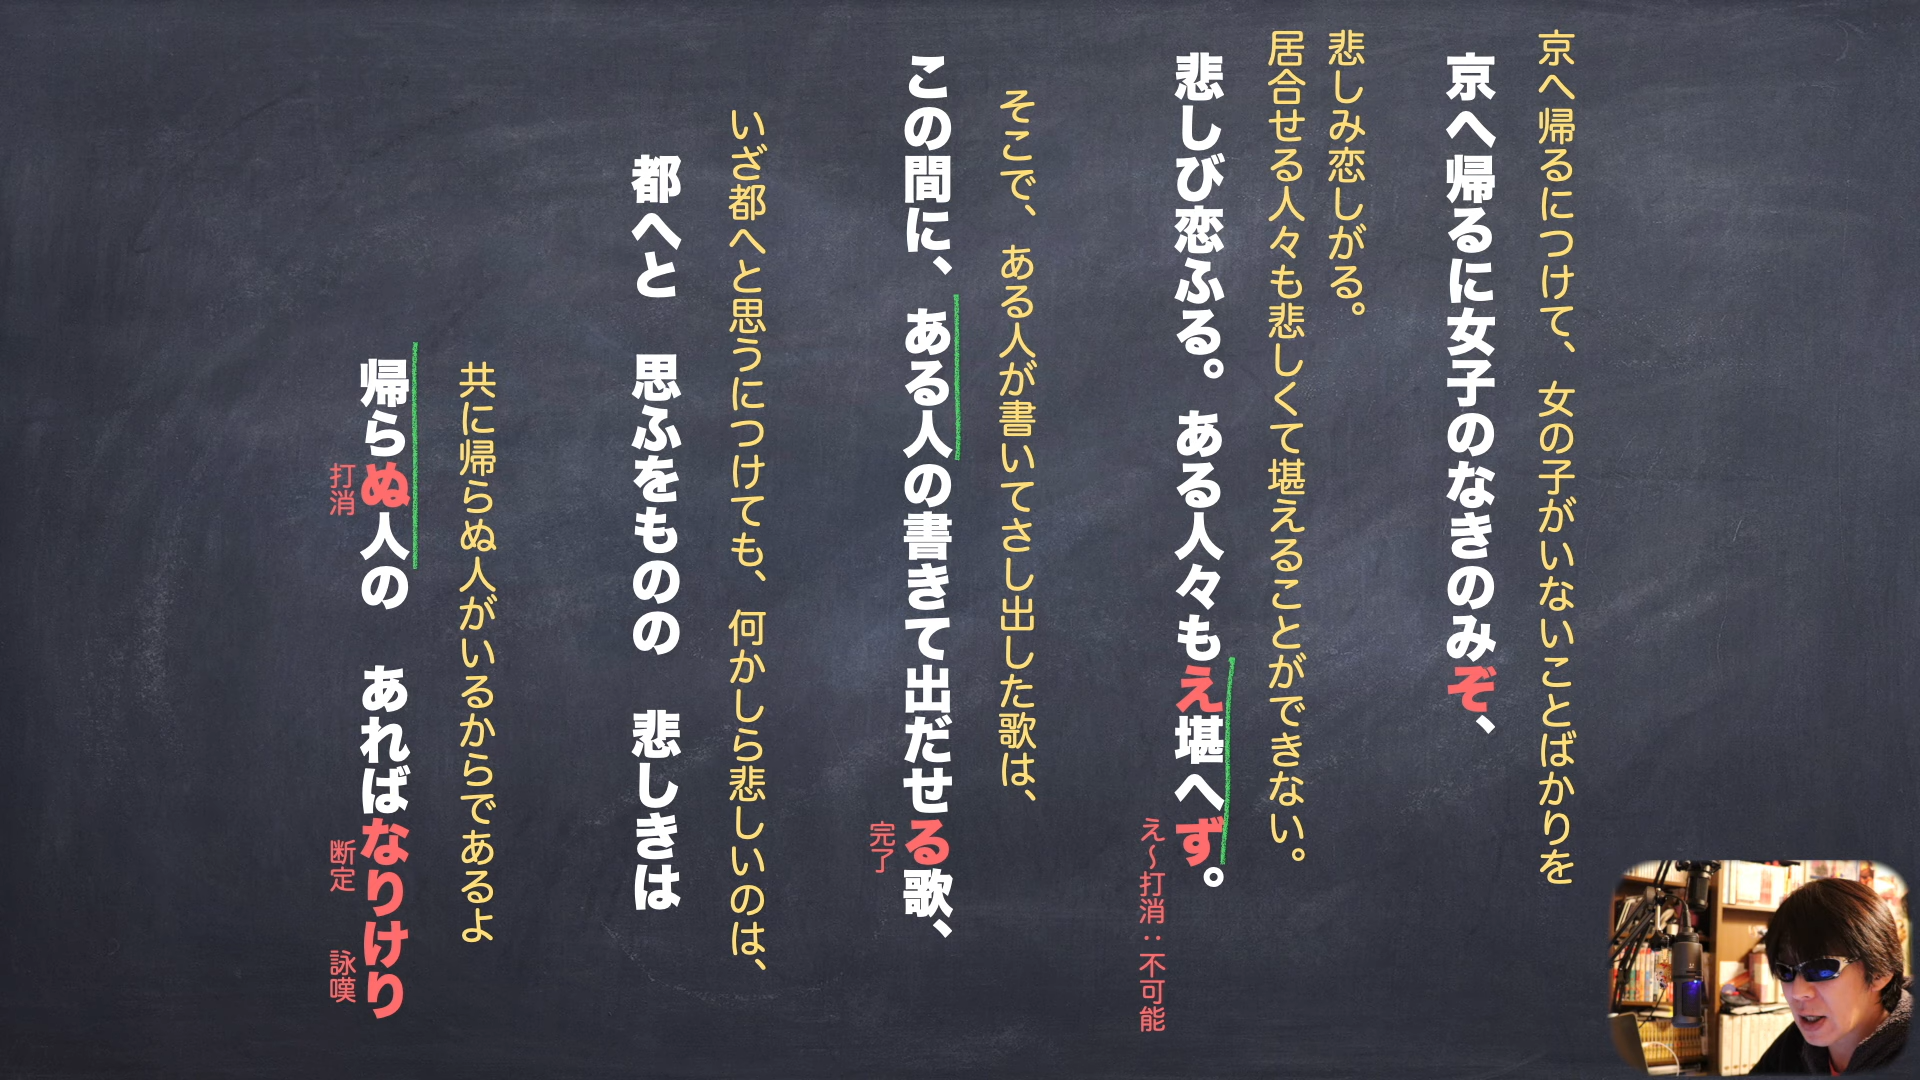 京へ帰るにつけて、女の子がいないことばかりを
京へ帰るに女子のなきのみぞ、
悲しみ恋しがる。
居合せる人々も悲しくて堪えることができない。
悲しび恋ふる。ある人々もえ堪へず。
え〜打消：不可能
そこで、ある人が書いてさし出した歌は、
この間に、ある人の書きて出だせる歌、
完了
いざ都へと思うにつけても、何かしら悲しいのは、
都へと　思ふをものの　悲しきは
共に帰らぬ人がいるからであるよ
帰らぬ人の　あればなりけり
打消
断定
詠嘆